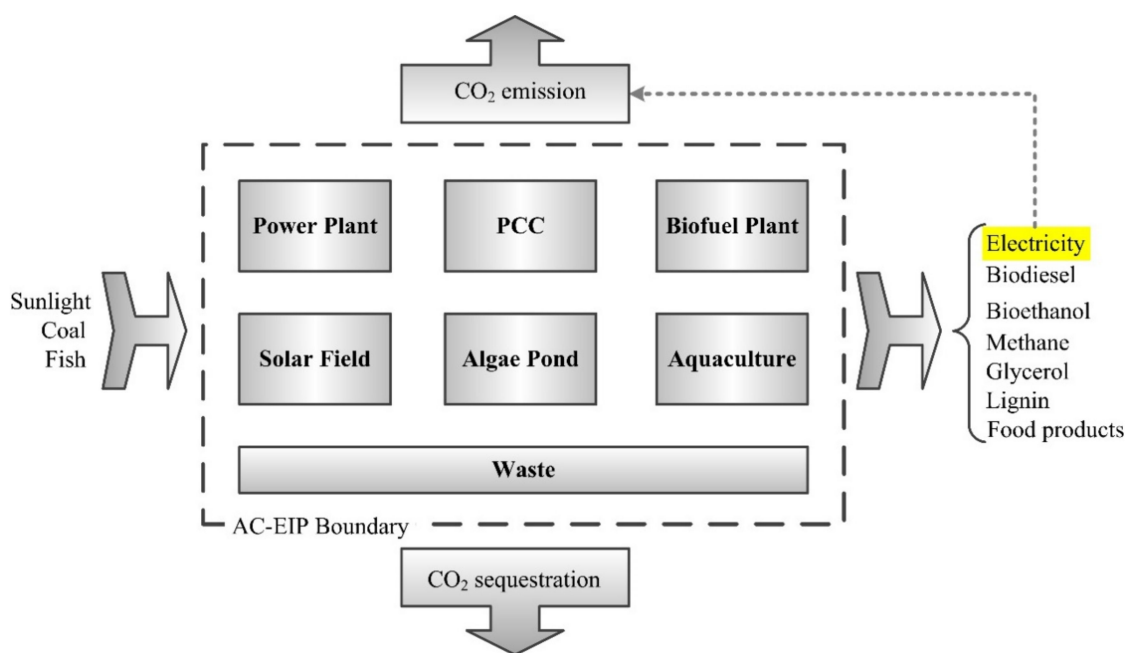 CO₂ emission
Power Plant
PCC
Biofuel Plant
Sunlight
Coal
Fish
Solar Field
Algae Pond
Aquaculture
Waste
AC-EIP Boundary
CO₂ sequestration
Electricity
Biodiesel
Bioethanol
Methane
Glycerol
Lignin
Food products